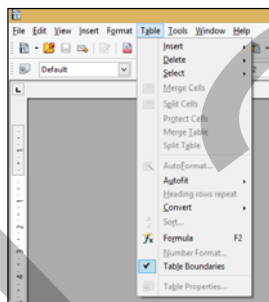 File Edit View Insert Format Table Tools Window Help
Insert
Delete
Default
Select
Merge Cells
Split Cells
Protect Cells
Merge Table
Split Table
AutoFormat...
Autofit
Heading rows repeat
Convert
Sort...
Formula F2
Number Format...
Table Boundaries
Table Properties...